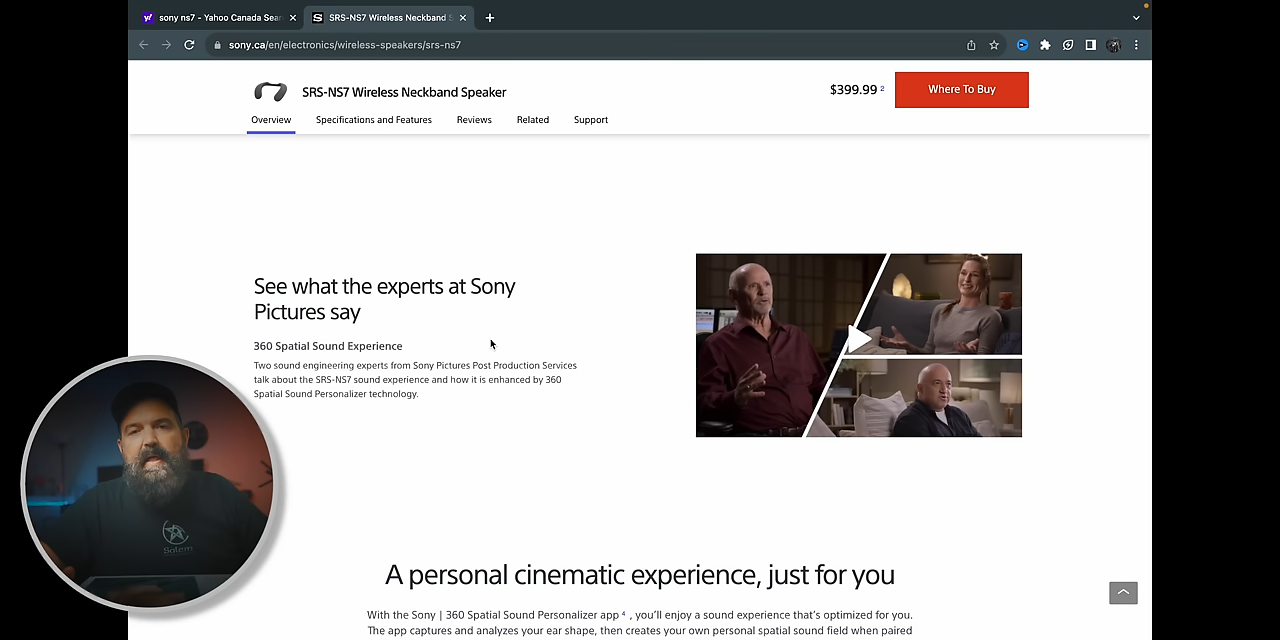 sony ns7 - Yahoo Canada Sear
SRS-NS7 Wireless Neckband S
sony.ca/en/electronics/wireless-speakers/srs-ns7
SRS-NS7 Wireless Neckband Speaker
$399.99 2
Where To Buy
Overview
Specifications and Features
Reviews
Related
Support
See what the experts at Sony
Pictures say
360 Spatial Sound Experience
Two sound engineering experts from Sony Pictures Post Production Services
talk about the SRS-NS7 sound experience and how it is enhanced by 360
Spatial Sound Personalizer technology.
Salem
A personal cinematic experience, just for you
With the Sony | 360 Spatial Sound Personalizer app 4 , you’ll enjoy a sound experience that’s optimized for you.
The app captures and analyzes your ear shape, then creates your own personal spatial sound field when paired